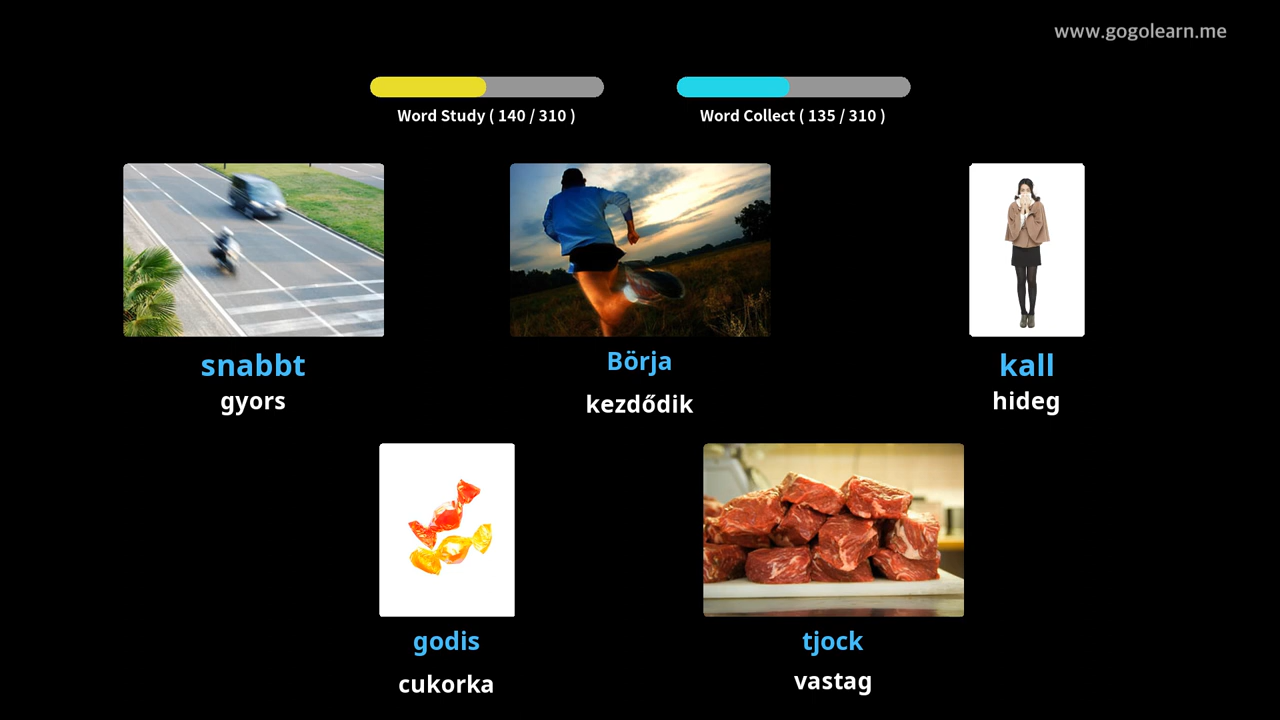 www.gogolearn.me
Word Study ( 140 / 310 )
Word Collect ( 135 / 310 )
snabbt
gyors
Börja
kezdődik
kall
hideg
godis
cukorka
tjock
vastag